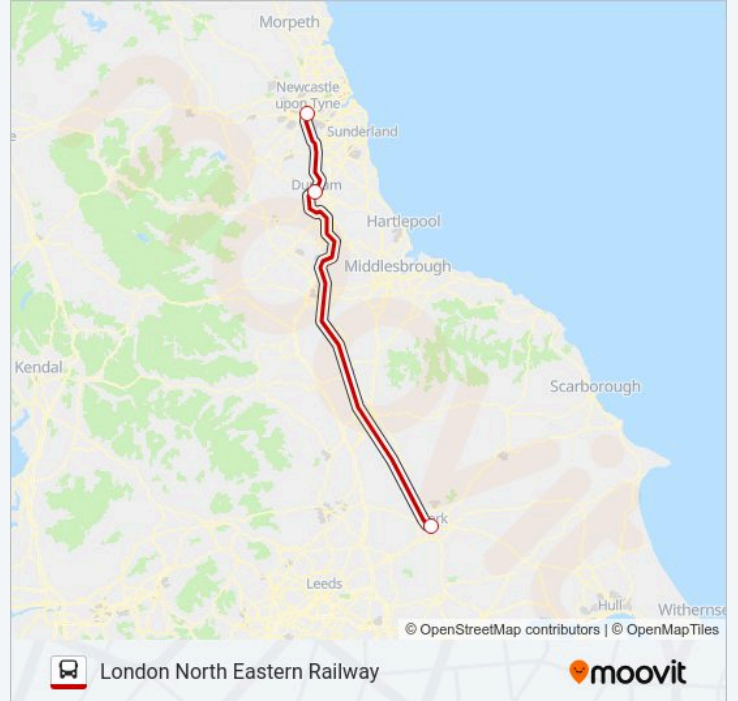 Morpeth
Newcastle
upon Tyne
Sunderland
Hartlepool
Middlesbrough
Kendal
Scarborough
Leeds
Hull
Withernse
© OpenStreetMap contributors | © OpenMapTiles
London North Eastern Railway
moovit